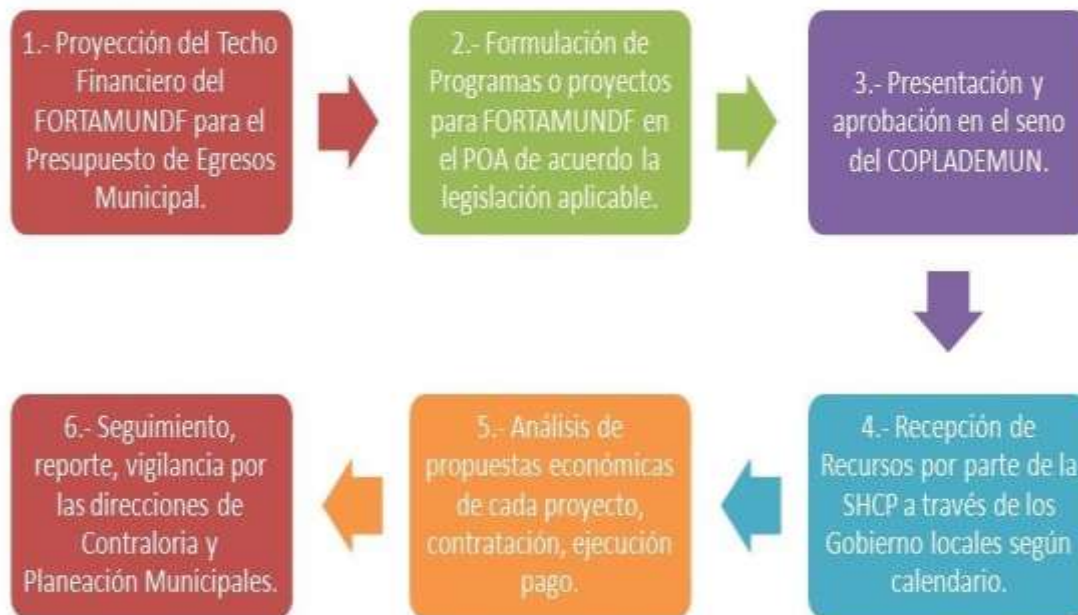 1.- Proyección del Techo
Financiero del
FORTAMUNDF para el
Presupuesto de Egresos
Municipal.
2.- Formulación de
Programas o proyectos
para FORTAMUNDF en
el POA de acuerdo la
legislación aplicable.
3.- Presentación y
aprobación en el seno
del COPLADEMUN.
4.- Recepción de
Recursos por parte de la
SHCP a través de los
Gobierno locales según
calendario.
5.- Análisis de
propuestas económicas
de cada proyecto,
contratación, ejecución
pago.
6.- Seguimiento,
reporte, vigilancia por
las direcciones de
Contraloria y
Planeación Municipales.